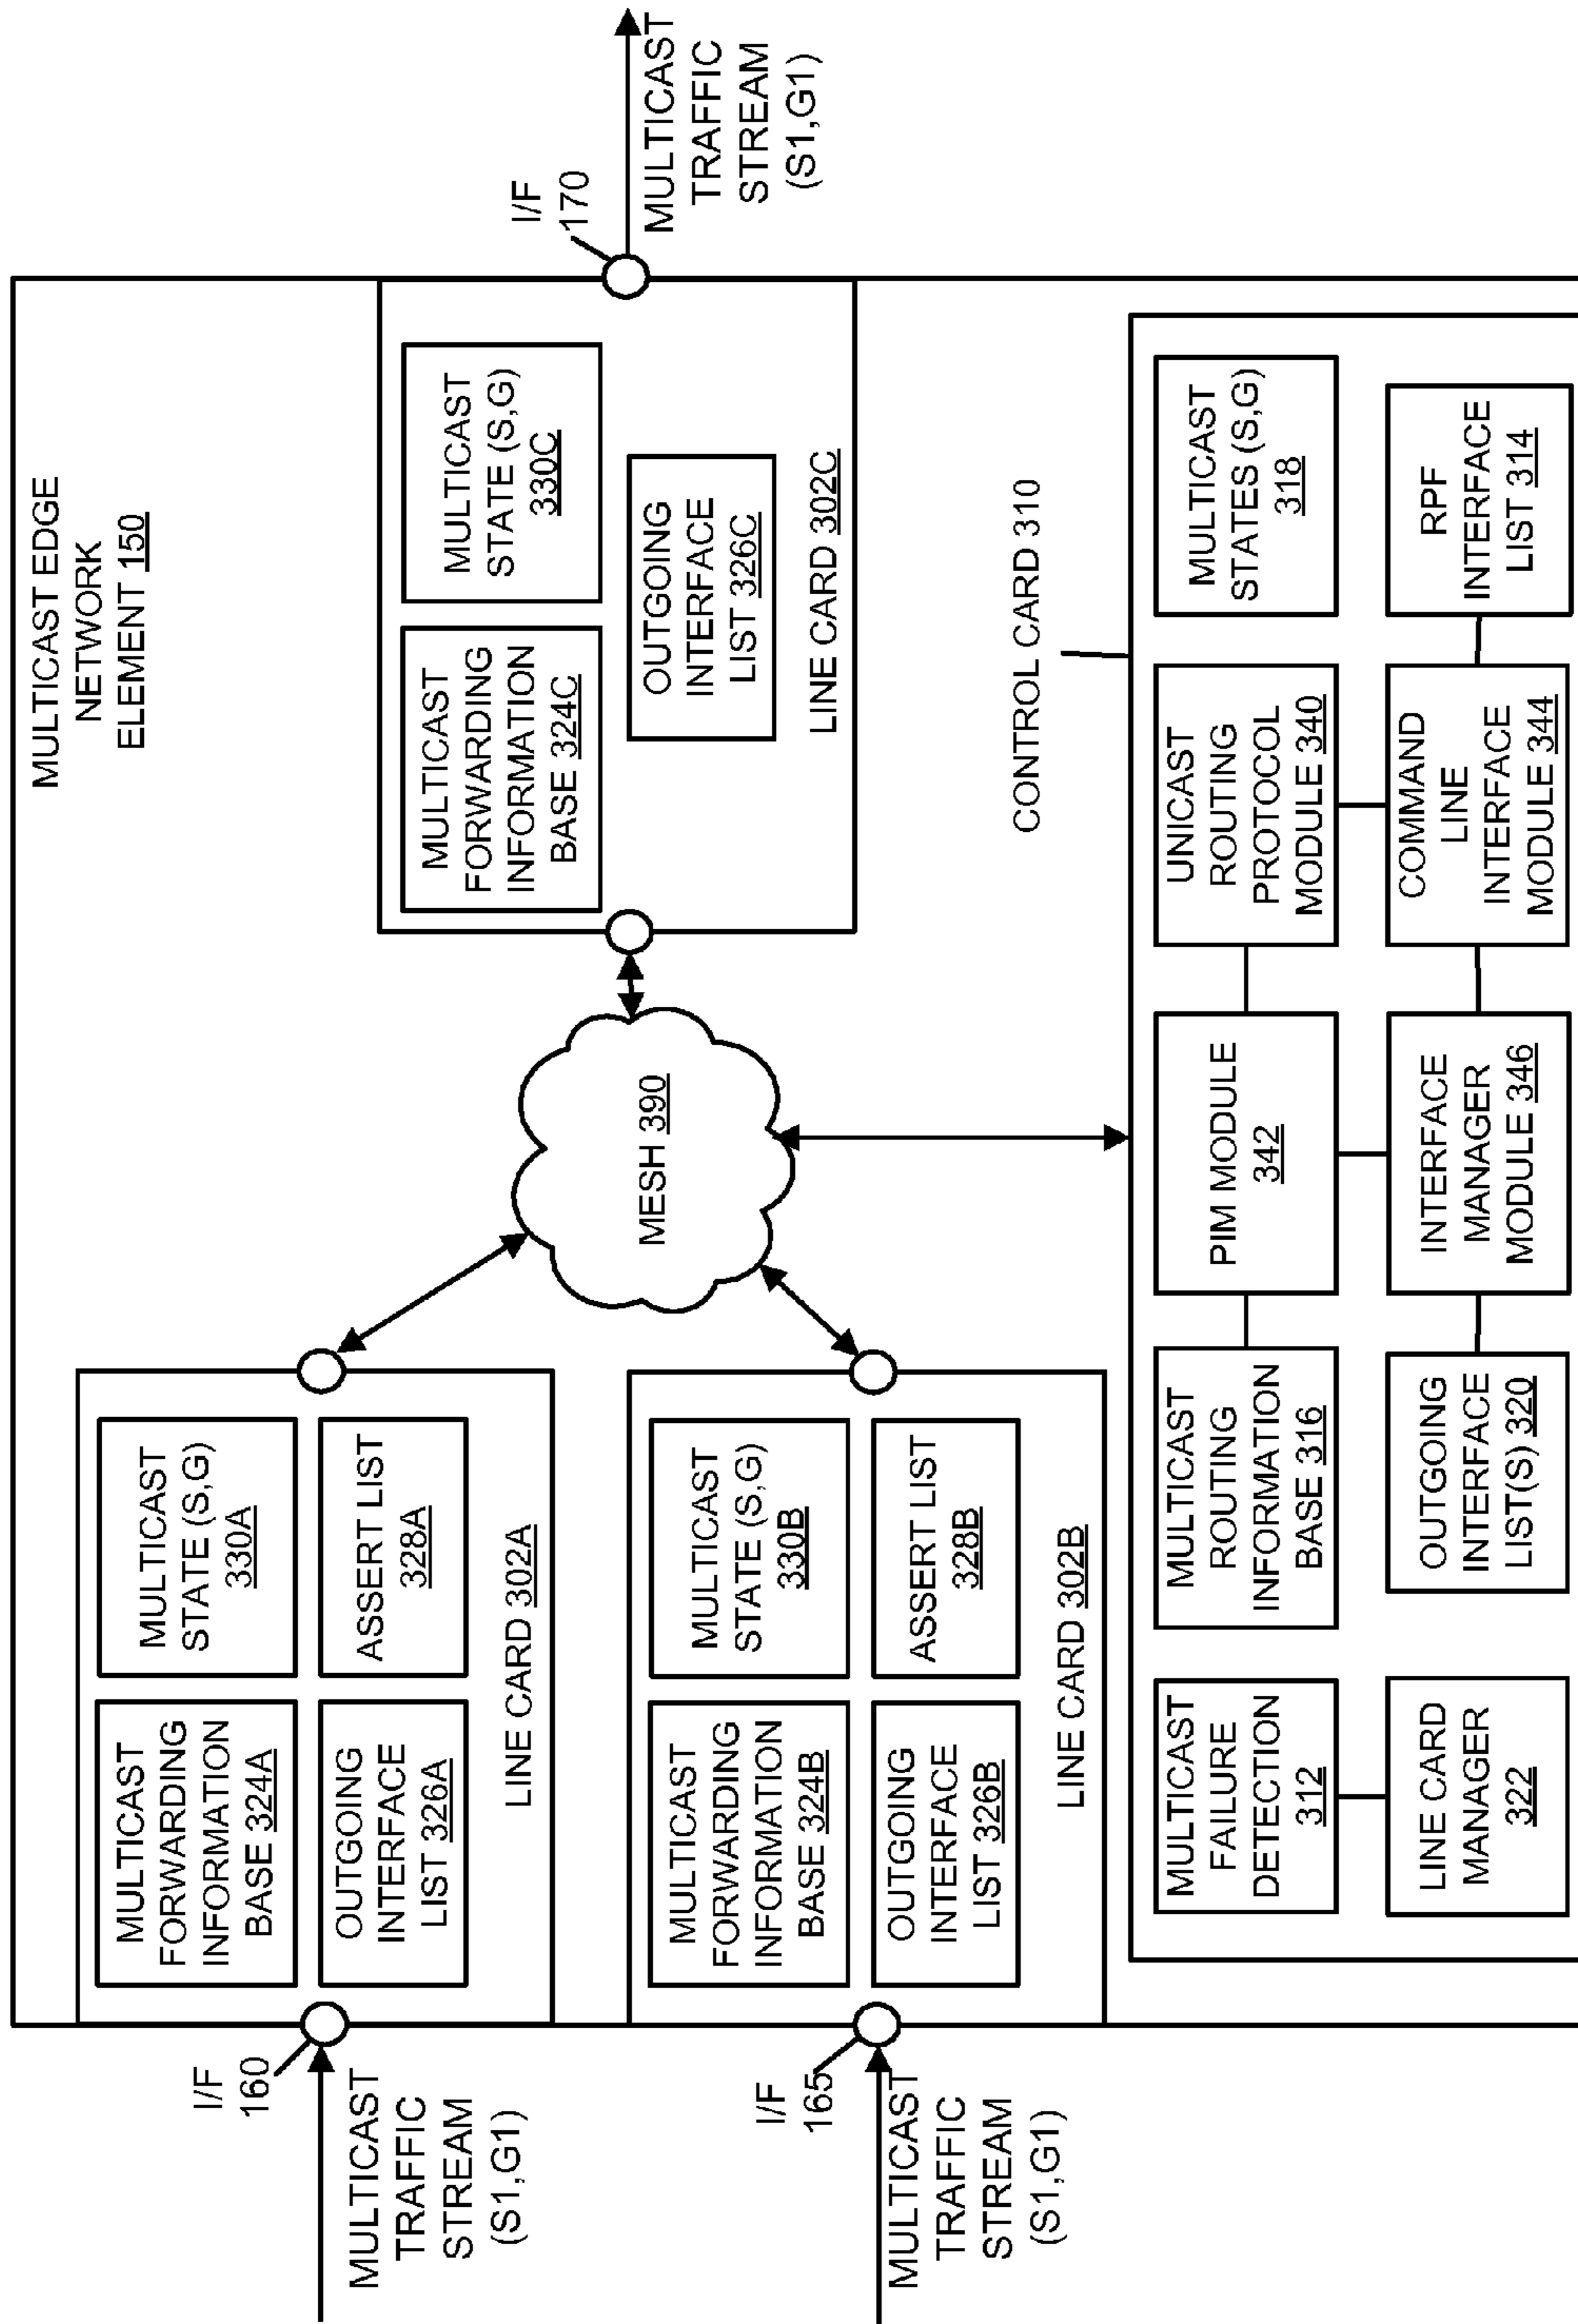 MULTICAST EDGE
NETWORK
ELEMENT 150
I/F
160
MULTICAST
TRAFFIC
STREAM
(S1,G1)
MULTICAST
FORWARDING
INFORMATION
BASE 324A
MULTICAST
STATE (S,G)
330A
OUTGOING
INTERFACE
LIST 326A
ASSERT LIST
328A
LINE CARD 302A
I/F
165
MULTICAST
TRAFFIC
STREAM
(S1,G1)
MULTICAST
FORWARDING
INFORMATION
BASE 324B
MULTICAST
STATE (S,G)
330B
OUTGOING
INTERFACE
LIST 326B
ASSERT LIST
328B
LINE CARD 302B
MESH 390
MULTICAST
FORWARDING
INFORMATION
BASE 324C
MULTICAST
STATE (S,G)
330C
OUTGOING
INTERFACE
LIST 326C
LINE CARD 302C
I/F
170
MULTICAST
TRAFFIC
STREAM
(S1,G1)
CONTROL CARD 310
MULTICAST
FAILURE
DETECTION
312
MULTICAST
ROUTING
INFORMATION
BASE 316
PIM MODULE
342
UNICAST
ROUTING
PROTOCOL
MODULE 340
MULTICAST
STATES (S,G)
318
LINE CARD
MANAGER
322
OUTGOING
INTERFACE
LIST(S) 320
INTERFACE
MANAGER
MODULE 346
COMMAND
LINE
INTERFACE
MODULE 344
RPF
INTERFACE
LIST 314